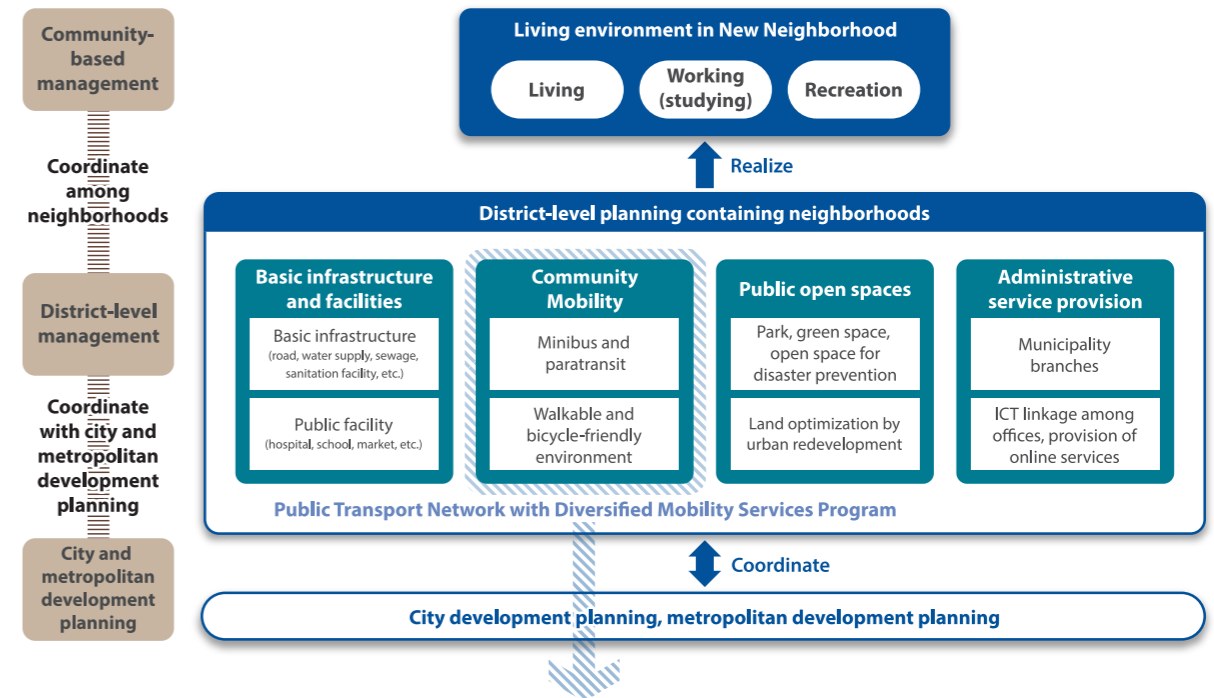 Community-
based
management
Coordinate
among
neighborhoods
District-level
management
Coordinate
with city and
metropolitan
development
planning
City and
metropolitan
development
planning
Living environment in New Neighborhood
Living
Working
(studying)
Recreation
Realize
District-level planning containing neighborhoods
Basic infrastructure
and facilities
Basic infrastructure
(road, water supply, sewage,
sanitation facility, etc.)
Public facility
(hospital, school, market, etc.)
Community
Mobility
Minibus and
paratransit
Walkable and
bicycle-friendly
environment
Public open spaces
Park, green space,
open space for
disaster prevention
Land optimization by
urban redevelopment
Administrative
service provision
Municipality
branches
ICT linkage among
offices, provision of
online services
Public Transport Network with Diversified Mobility Services Program
Coordinate
City development planning, metropolitan development planning